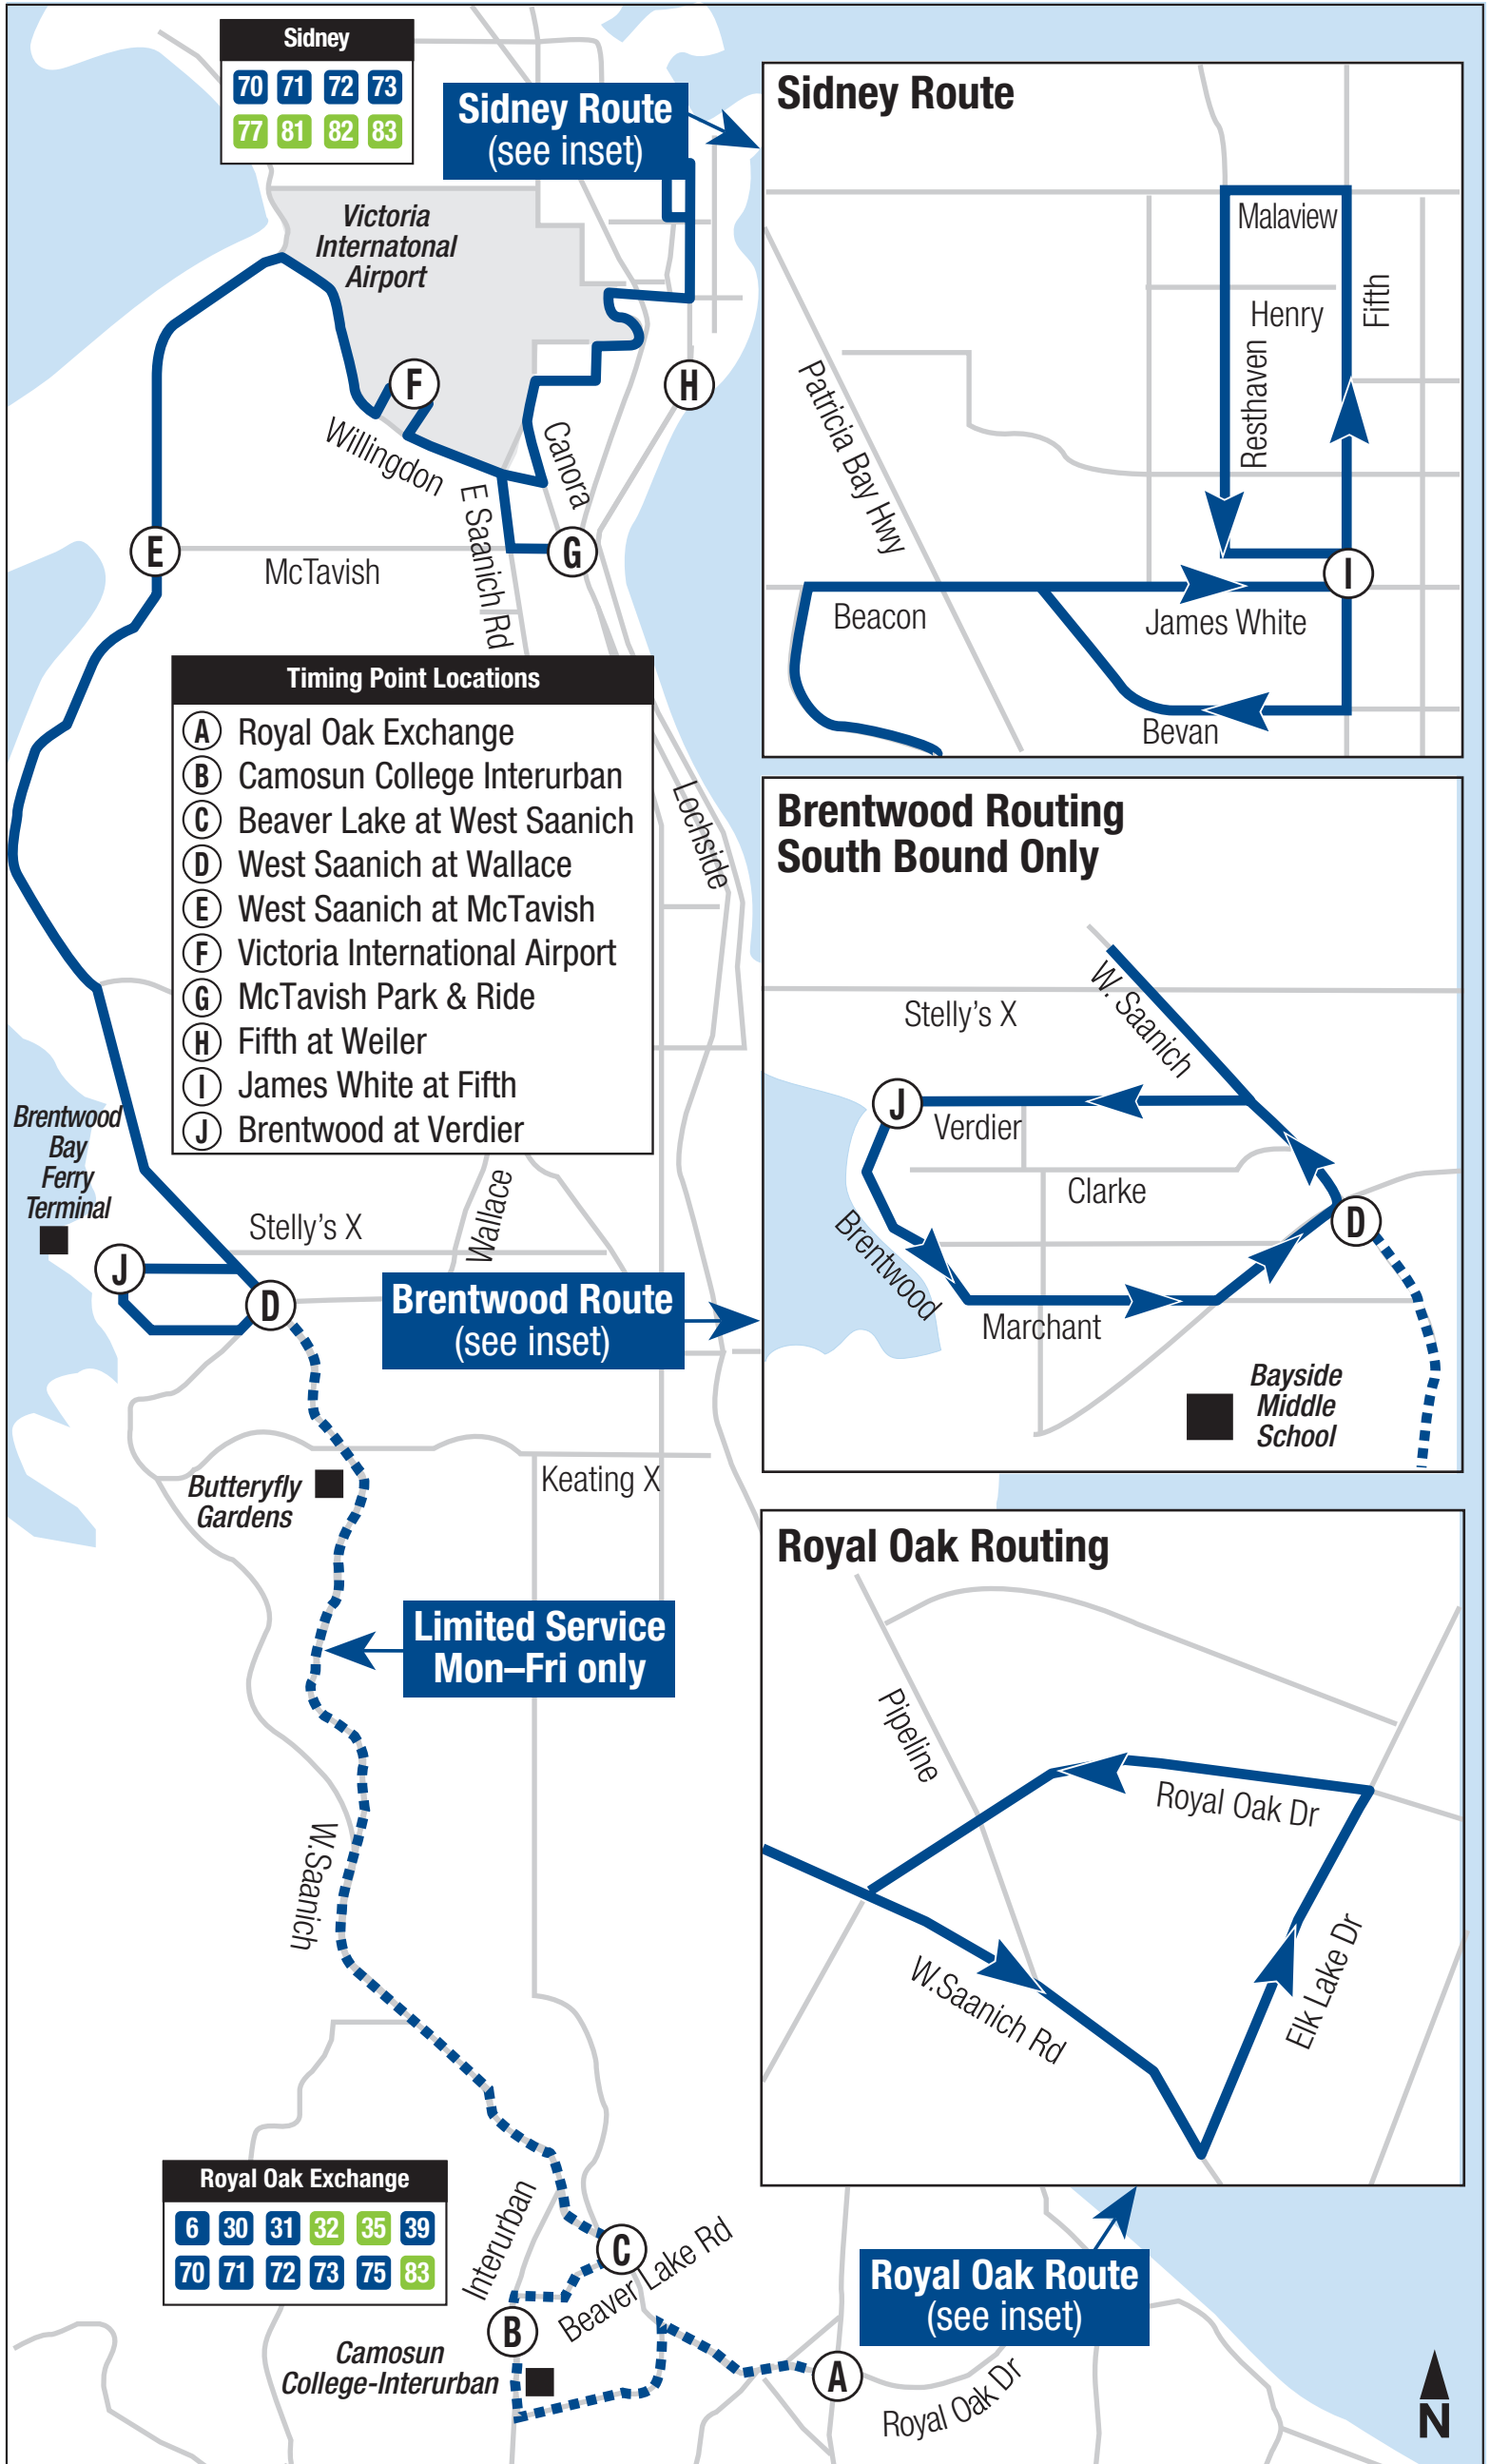 Sidney
70 71 72 73
77 81 82 83
Sidney Route
(see inset)
Victoria
Internatonal
Airport
F
H
Willingdon
Canora
E Saanich Rd
E
G
McTavish
Timing Point Locations
A Royal Oak Exchange
B Camosun College Interurban
C Beaver Lake at West Saanich
D West Saanich at Wallace
E West Saanich at McTavish
F Victoria International Airport
G McTavish Park & Ride
H Fifth at Weiler
I James White at Fifth
J Brentwood at Verdier
Lochside
Brentwood
Bay
Ferry
Terminal
Stelly's X
Wallace
J
D
Brentwood Route
(see inset)
Butteryfly
Gardens
Keating X
Limited Service
Mon–Fri only
W.Saanich
Royal Oak Exchange
6 30 31 32 35 39
70 71 72 73 75 83
Interurban
C
Beaver Lake Rd
B
Camosun
College-Interurban
A
Royal Oak Dr
Royal Oak Route
(see inset)
N
Sidney Route
Malaview
Henry
Fifth
Resthaven
Patricia Bay Hwy
I
Beacon
James White
Bevan
Brentwood Routing
South Bound Only
W. Saanich
Stelly's X
J
Verdier
Clarke
D
Brentwood
Marchant
Bayside
Middle
School
Royal Oak Routing
Pipeline
Royal Oak Dr
W.Saanich Rd
Elk Lake Dr